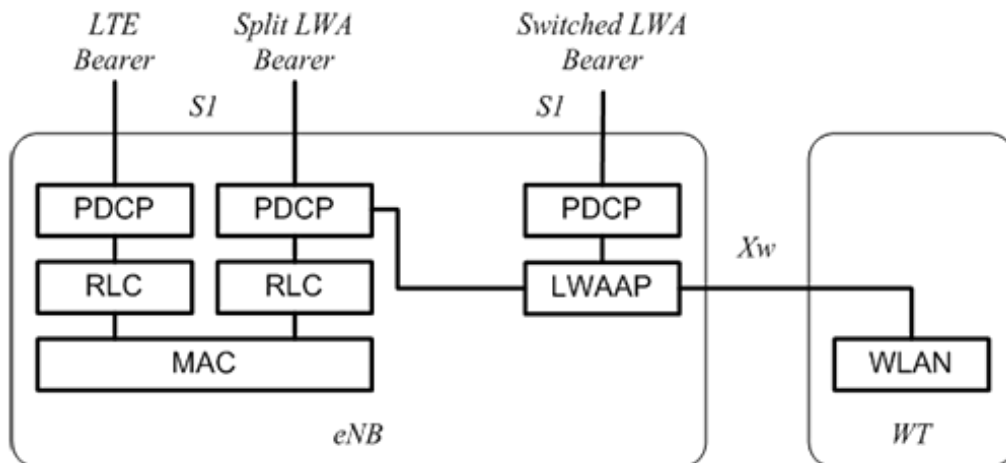 LTE Bearer
Split LWA Bearer
Switched LWA Bearer
S1
S1
PDCP
PDCP
PDCP
Xw
RLC
RLC
LWAAP
MAC
WLAN
eNB
WT